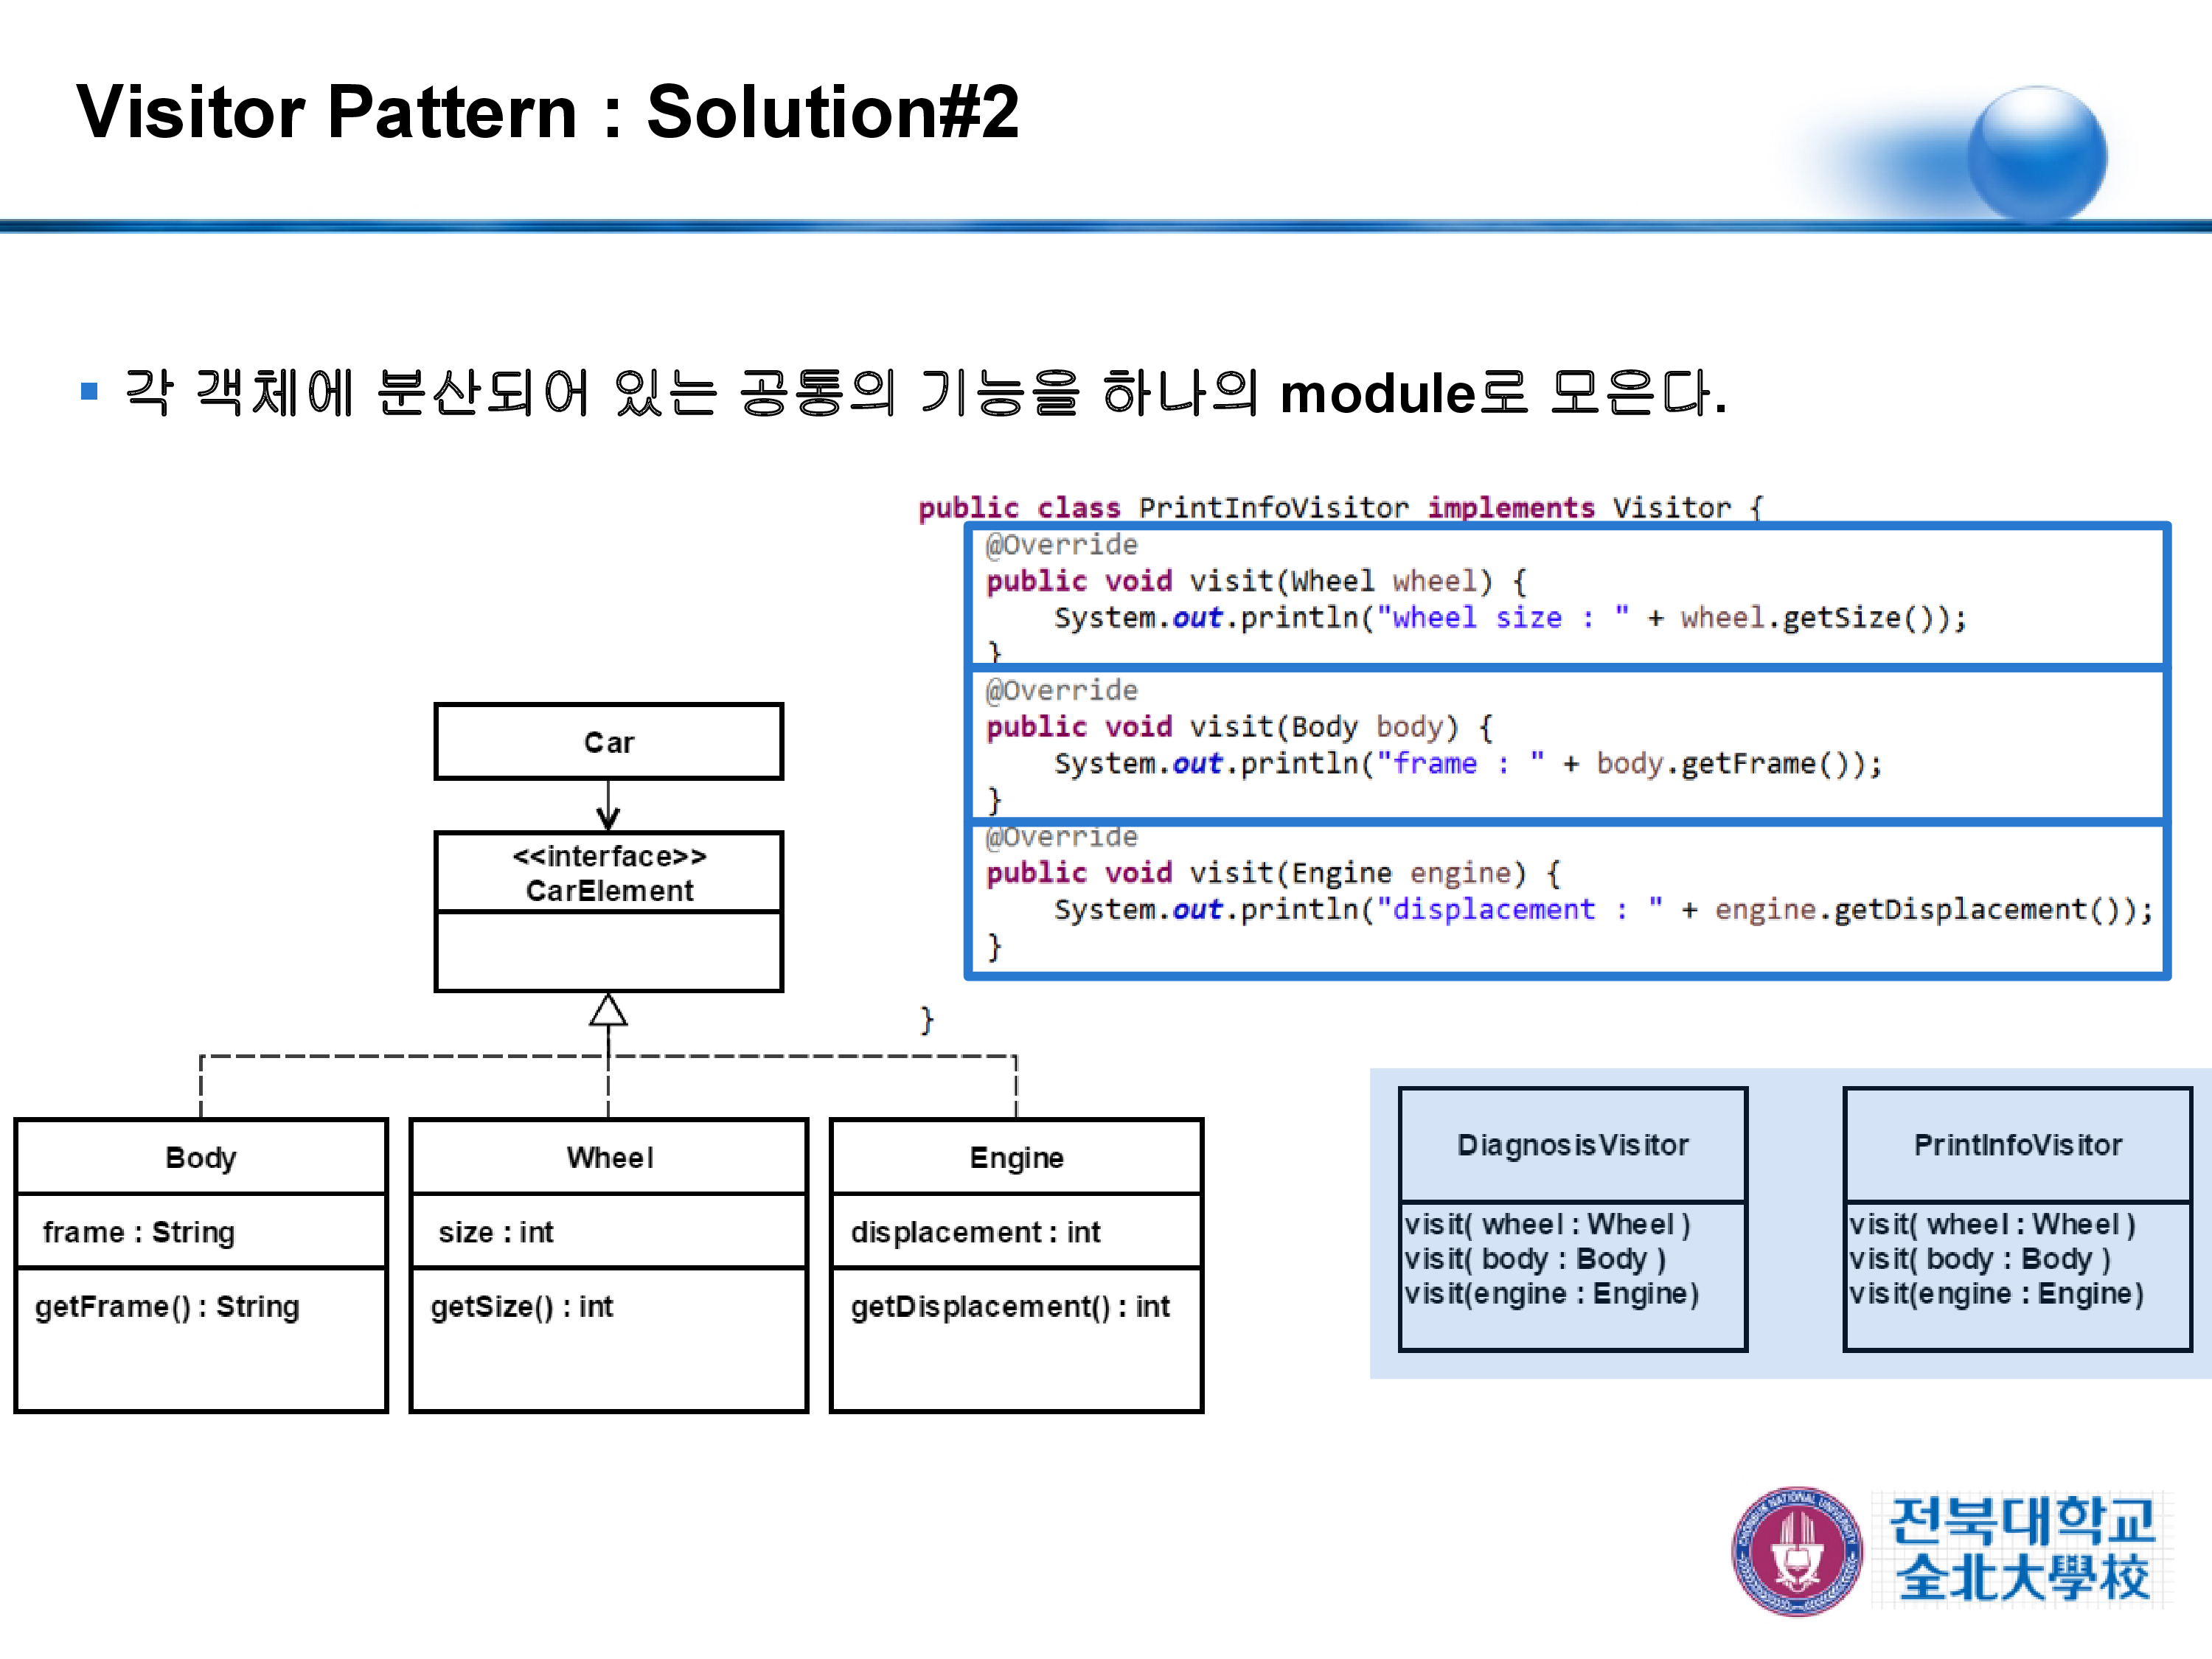 Visitor Pattern : Solution#2
각 객체에 분산되어 있는 공통의 기능을 하나의 module로 모은다.
public class PrintInfoVisitor implements Visitor {
@Override
public void visit(Wheel wheel) {
System.out.println("wheel size : " + wheel.getSize());
}
@Override
public void visit(Body body) {
System.out.println("frame : " + body.getFrame());
}
@Override
public void visit(Engine engine) {
System.out.println("displacement : " + engine.getDisplacement());
}
}
Car
<<interface>>
CarElement
Body
frame : String
getFrame() : String
Wheel
size : int
getSize() : int
Engine
displacement : int
getDisplacement() : int
DiagnosisVisitor
visit( wheel : Wheel )
visit( body : Body )
visit(engine : Engine)
PrintInfoVisitor
visit( wheel : Wheel )
visit( body : Body )
visit(engine : Engine)
CHONBUK NATIONAL UNIVERSITY
전북대학교
全北大學校